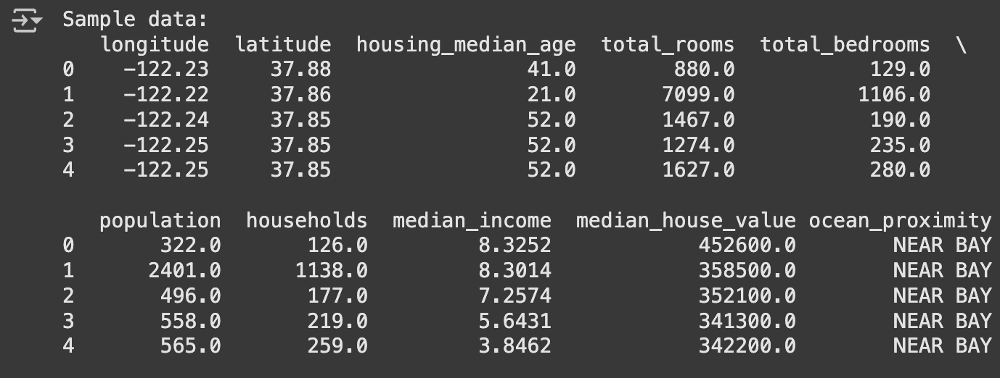 Sample data:
longitude latitude housing_median_age total_rooms total_bedrooms \
0 -122.23 37.88 41.0 880.0 129.0
1 -122.22 37.86 21.0 7099.0 1106.0
2 -122.24 37.85 52.0 1467.0 190.0
3 -122.25 37.85 52.0 1274.0 235.0
4 -122.25 37.85 52.0 1627.0 280.0
population households median_income median_house_value ocean_proximity
0 322.0 126.0 8.3252 452600.0 NEAR BAY
1 2401.0 1138.0 8.3014 358500.0 NEAR BAY
2 496.0 177.0 7.2574 352100.0 NEAR BAY
3 558.0 219.0 5.6431 341300.0 NEAR BAY
4 565.0 259.0 3.8462 342200.0 NEAR BAY